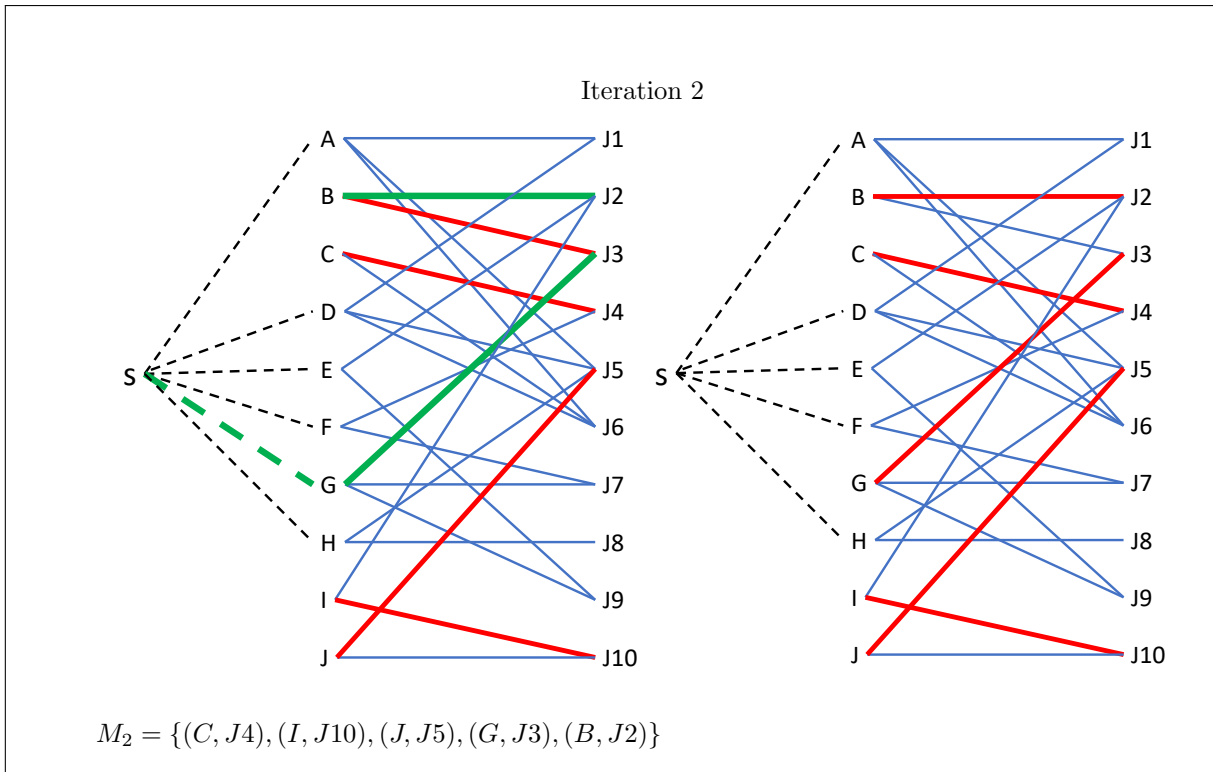 Iteration 2
A J1 A J1
B J2 B J2
C J3 C J3
D J4 D J4
S E J5 S E J5
F J6 F J6
G J7 G J7
H J8 H J8
I J9 I J9
J J10 J J10
M₂ = {(C, J4), (I, J10), (J, J5), (G, J3), (B, J2)}